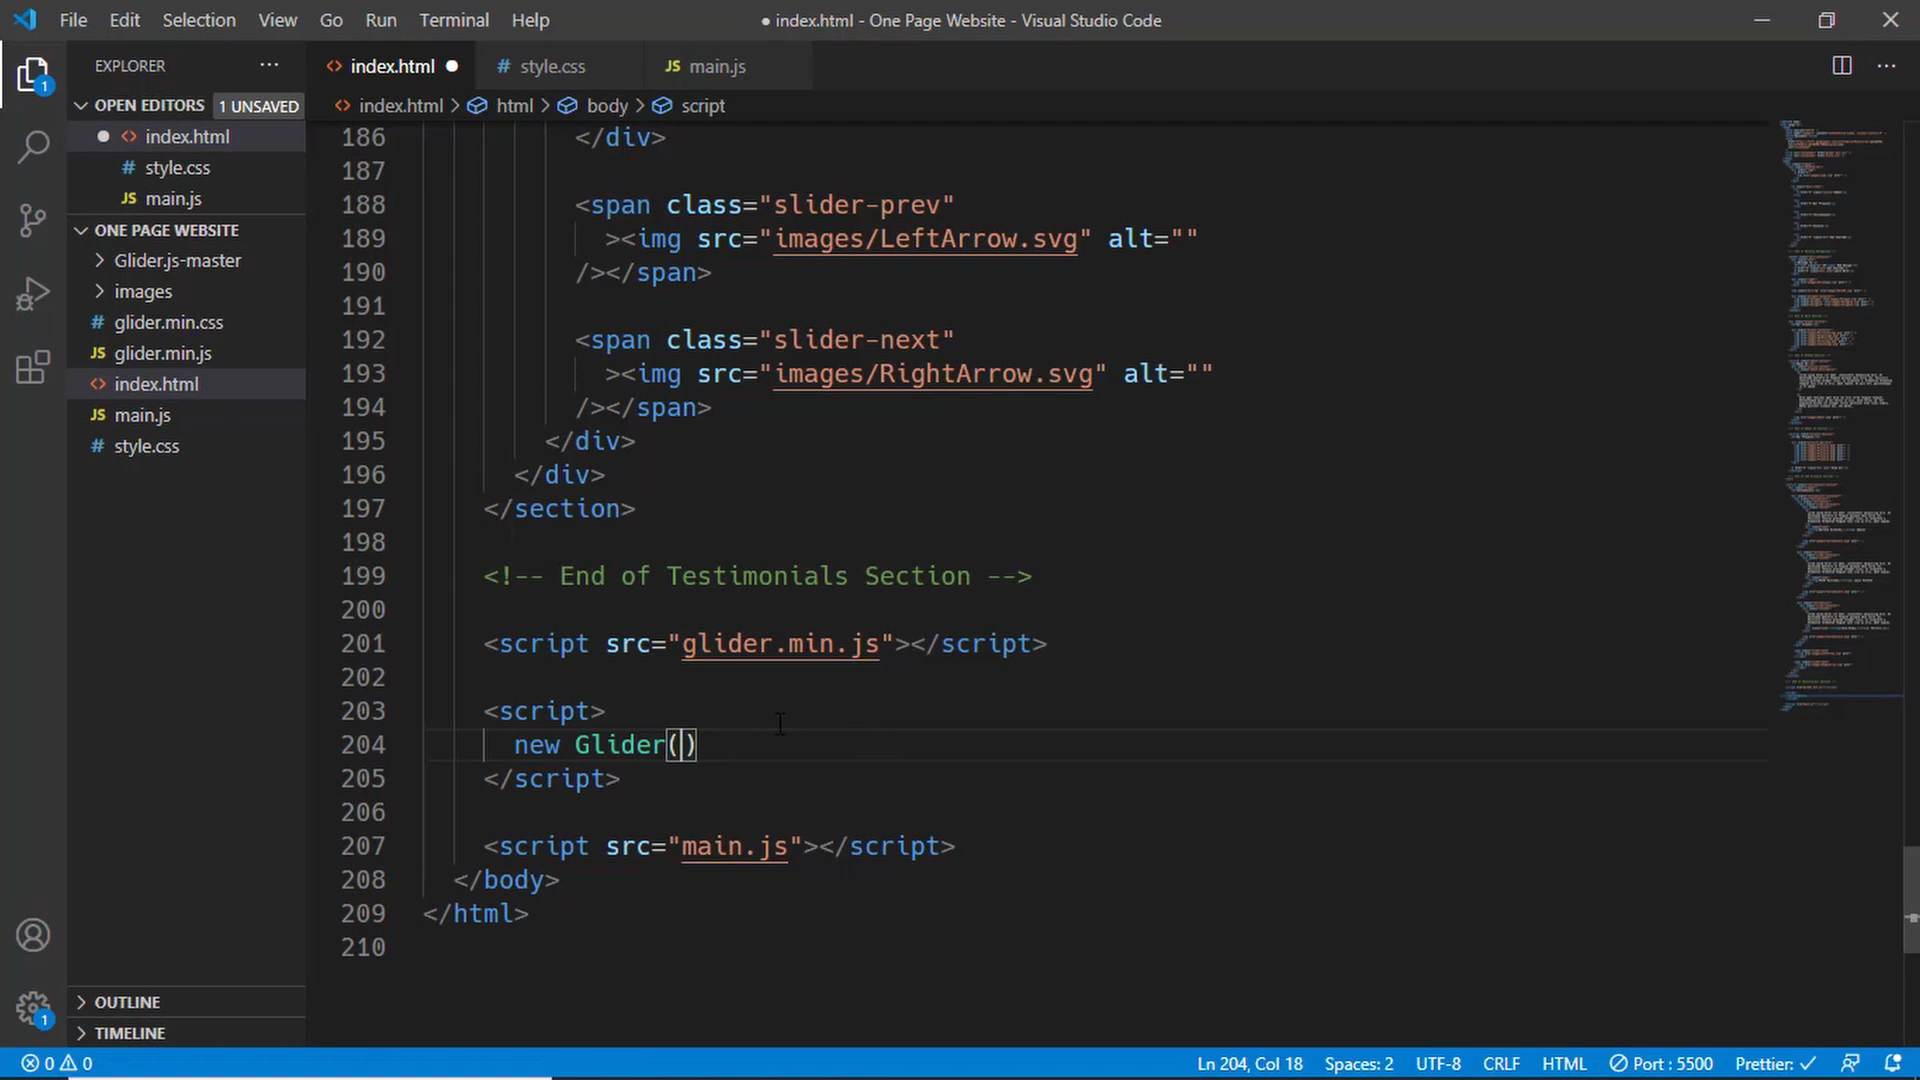 File Edit Selection View Go Run Terminal Help
● index.html - One Page Website - Visual Studio Code
EXPLORER ···
OPEN EDITORS 1 UNSAVED
index.html
style.css
main.js
ONE PAGE WEBSITE
Glider.js-master
images
glider.min.css
glider.min.js
index.html
main.js
style.css
OUTLINE
TIMELINE
1
1
index.html ● # style.css JS main.js
index.html > html > body > script
186 </div>
187
188 <span class="slider-prev"
189 ><img src="images/LeftArrow.svg" alt=""
190 /></span>
191
192 <span class="slider-next"
193 ><img src="images/RightArrow.svg" alt=""
194 /></span>
195 </div>
196 </div>
197 </section>
198
199 <!-- End of Testimonials Section -->
200
201 <script src="glider.min.js"></script>
202
203 <script>
204 new Glider()
205 </script>
206
207 <script src="main.js"></script>
208 </body>
209 </html>
210
0 0 Ln 204, Col 18 Spaces: 2 UTF-8 CRLF HTML Port : 5500 Prettier: ✓